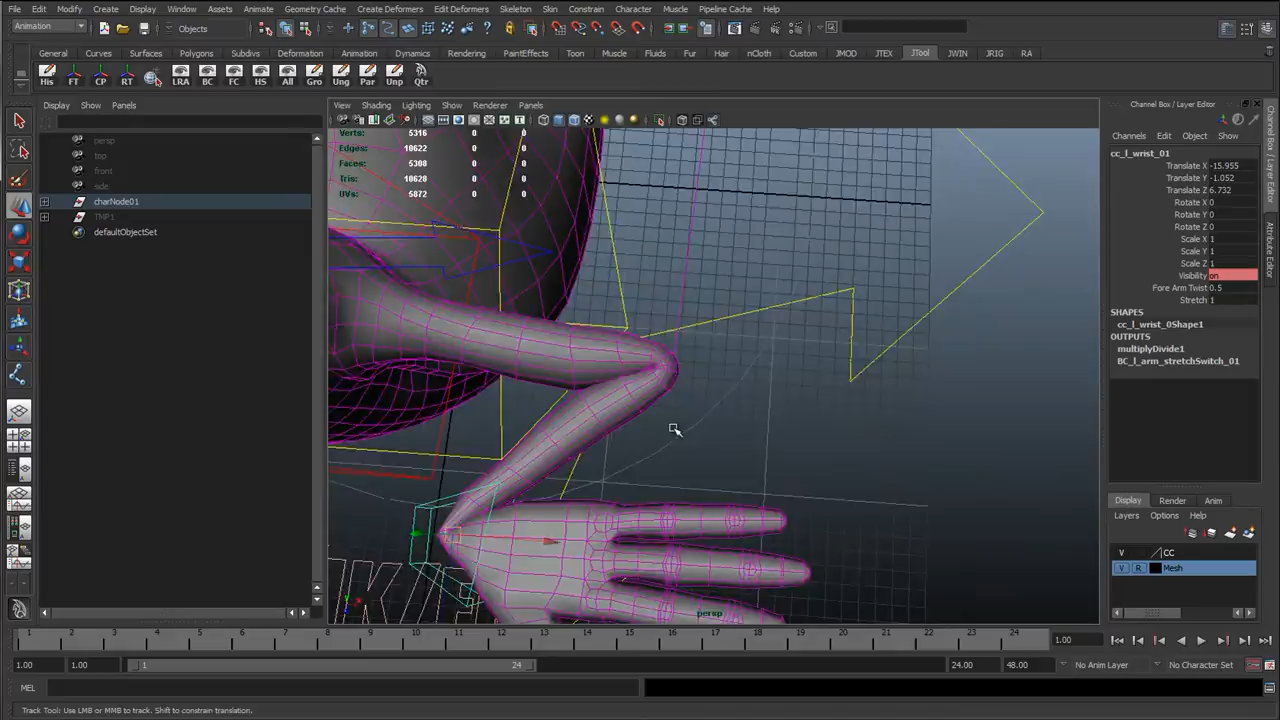 File Edit Modify Create Display Window Assets Animate Geometry Cache Create Deformers Edit Deformers Skeleton Skin Constrain Character Muscle Pipeline Cache Help
Animation Objects
General Curves Surfaces Polygons Subdivs Deformation Animation Dynamics Rendering PaintEffects Toon Muscle Fluids Fur Hair nCloth Custom JMOD JTEX JTool JWIN JRIG RA
His FT CP RT LRA BC FC HS All Gro Ung Par Unp Qtr
Display Show Panels
View Shading Lighting Show Renderer Panels
Channel Box / Layer Editor
Channels Edit Object Show
persp
top
front
side
charNode01
TMP1
defaultObjectSet
Verts: 5316 0 0
Edges: 10622 0 0
Faces: 5308 0 0
Tris: 10628 0 0
UVs: 5872 0 0
persp
cc_l_wrist_01
Translate X -15.955
Translate Y -1.052
Translate Z 6.732
Rotate X 0
Rotate Y 0
Rotate Z 0
Scale X 1
Scale Y 1
Scale Z 1
Visibility on
Fore Arm Twist 0.5
Stretch 1
SHAPES
cc_l_wrist_0Shape1
OUTPUTS
multiplyDivide1
BC_l_arm_stretchSwitch_01
Channel Box / Layer Editor
Attribute Editor
Display Render Anim
Layers Options Help
V CC
V R Mesh
1 2 3 4 5 6 7 8 9 10 11 12 13 14 15 16 17 18 19 20 21 22 23 24 1.00
1.00 1.00 1 24 24.00 48.00 No Anim Layer No Character Set
MEL
Track Tool: Use LMB or MMB to track. Shift to constrain translation.